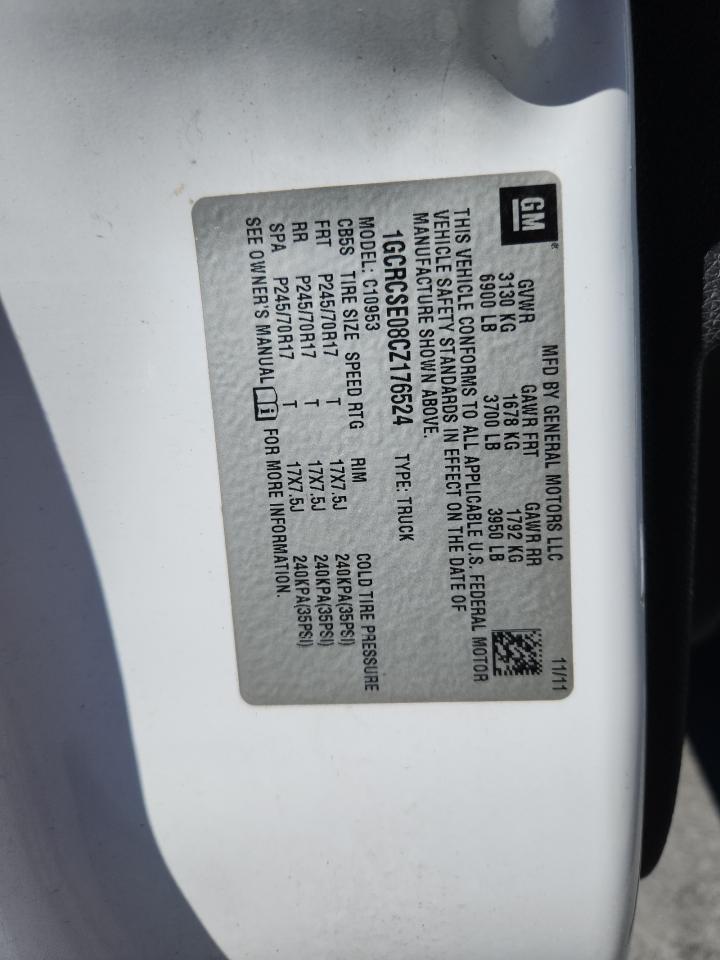 GM ®
MFD BY GENERAL MOTORS LLC 11/11
GVWR GAWR FRT GAWR RR
3130 KG 1678 KG 1792 KG
6900 LB 3700 LB 3950 LB
THIS VEHICLE CONFORMS TO ALL APPLICABLE U.S. FEDERAL MOTOR
VEHICLE SAFETY STANDARDS IN EFFECT ON THE DATE OF
MANUFACTURE SHOWN ABOVE.
1GCRCSE08CZ176524 TYPE: TRUCK
MODEL: C10953
CB5S TIRE SIZE SPEED RTG RIM COLD TIRE PRESSURE
FRT P245/70R17 T 17X7.5J 240KPA(35PSI)
RR P245/70R17 T 17X7.5J 240KPA(35PSI)
SPA P245/70R17 T 17X7.5J 240KPA(35PSI)
SEE OWNER'S MANUAL i FOR MORE INFORMATION.